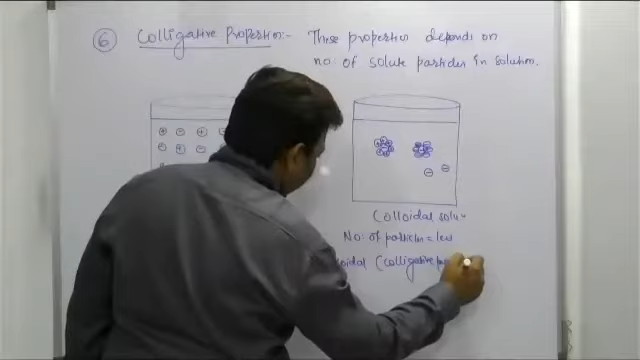 ⑥ Colligative Properties:- These properties depends on
no: of solute particles in solution.
Colloidal solu
No: of particles = less
oidal (colligative